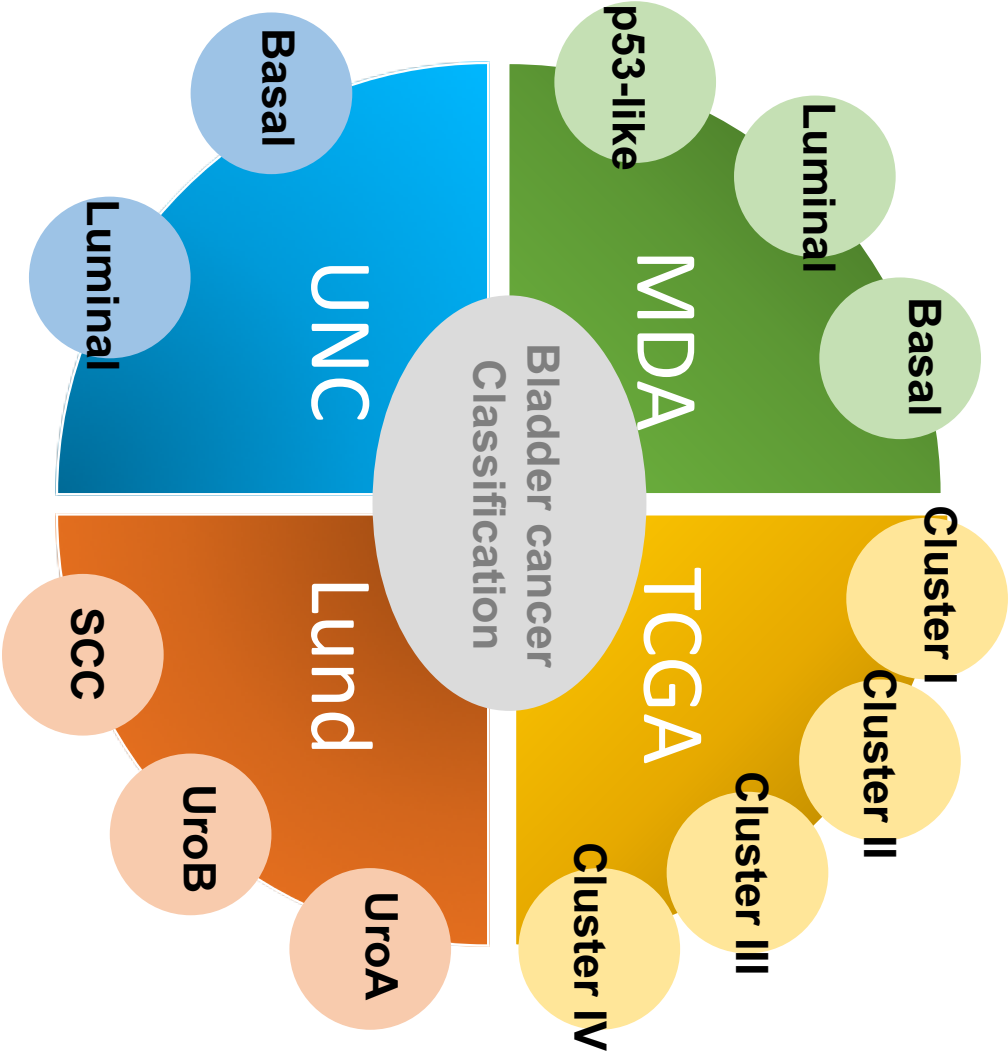 Bladder cancer
Classification
UNC
Basal
Luminal
MDA
p53-like
Luminal
Basal
TCGA
Cluster I
Cluster II
Cluster III
Cluster IV
Lund
SCC
UroB
UroA